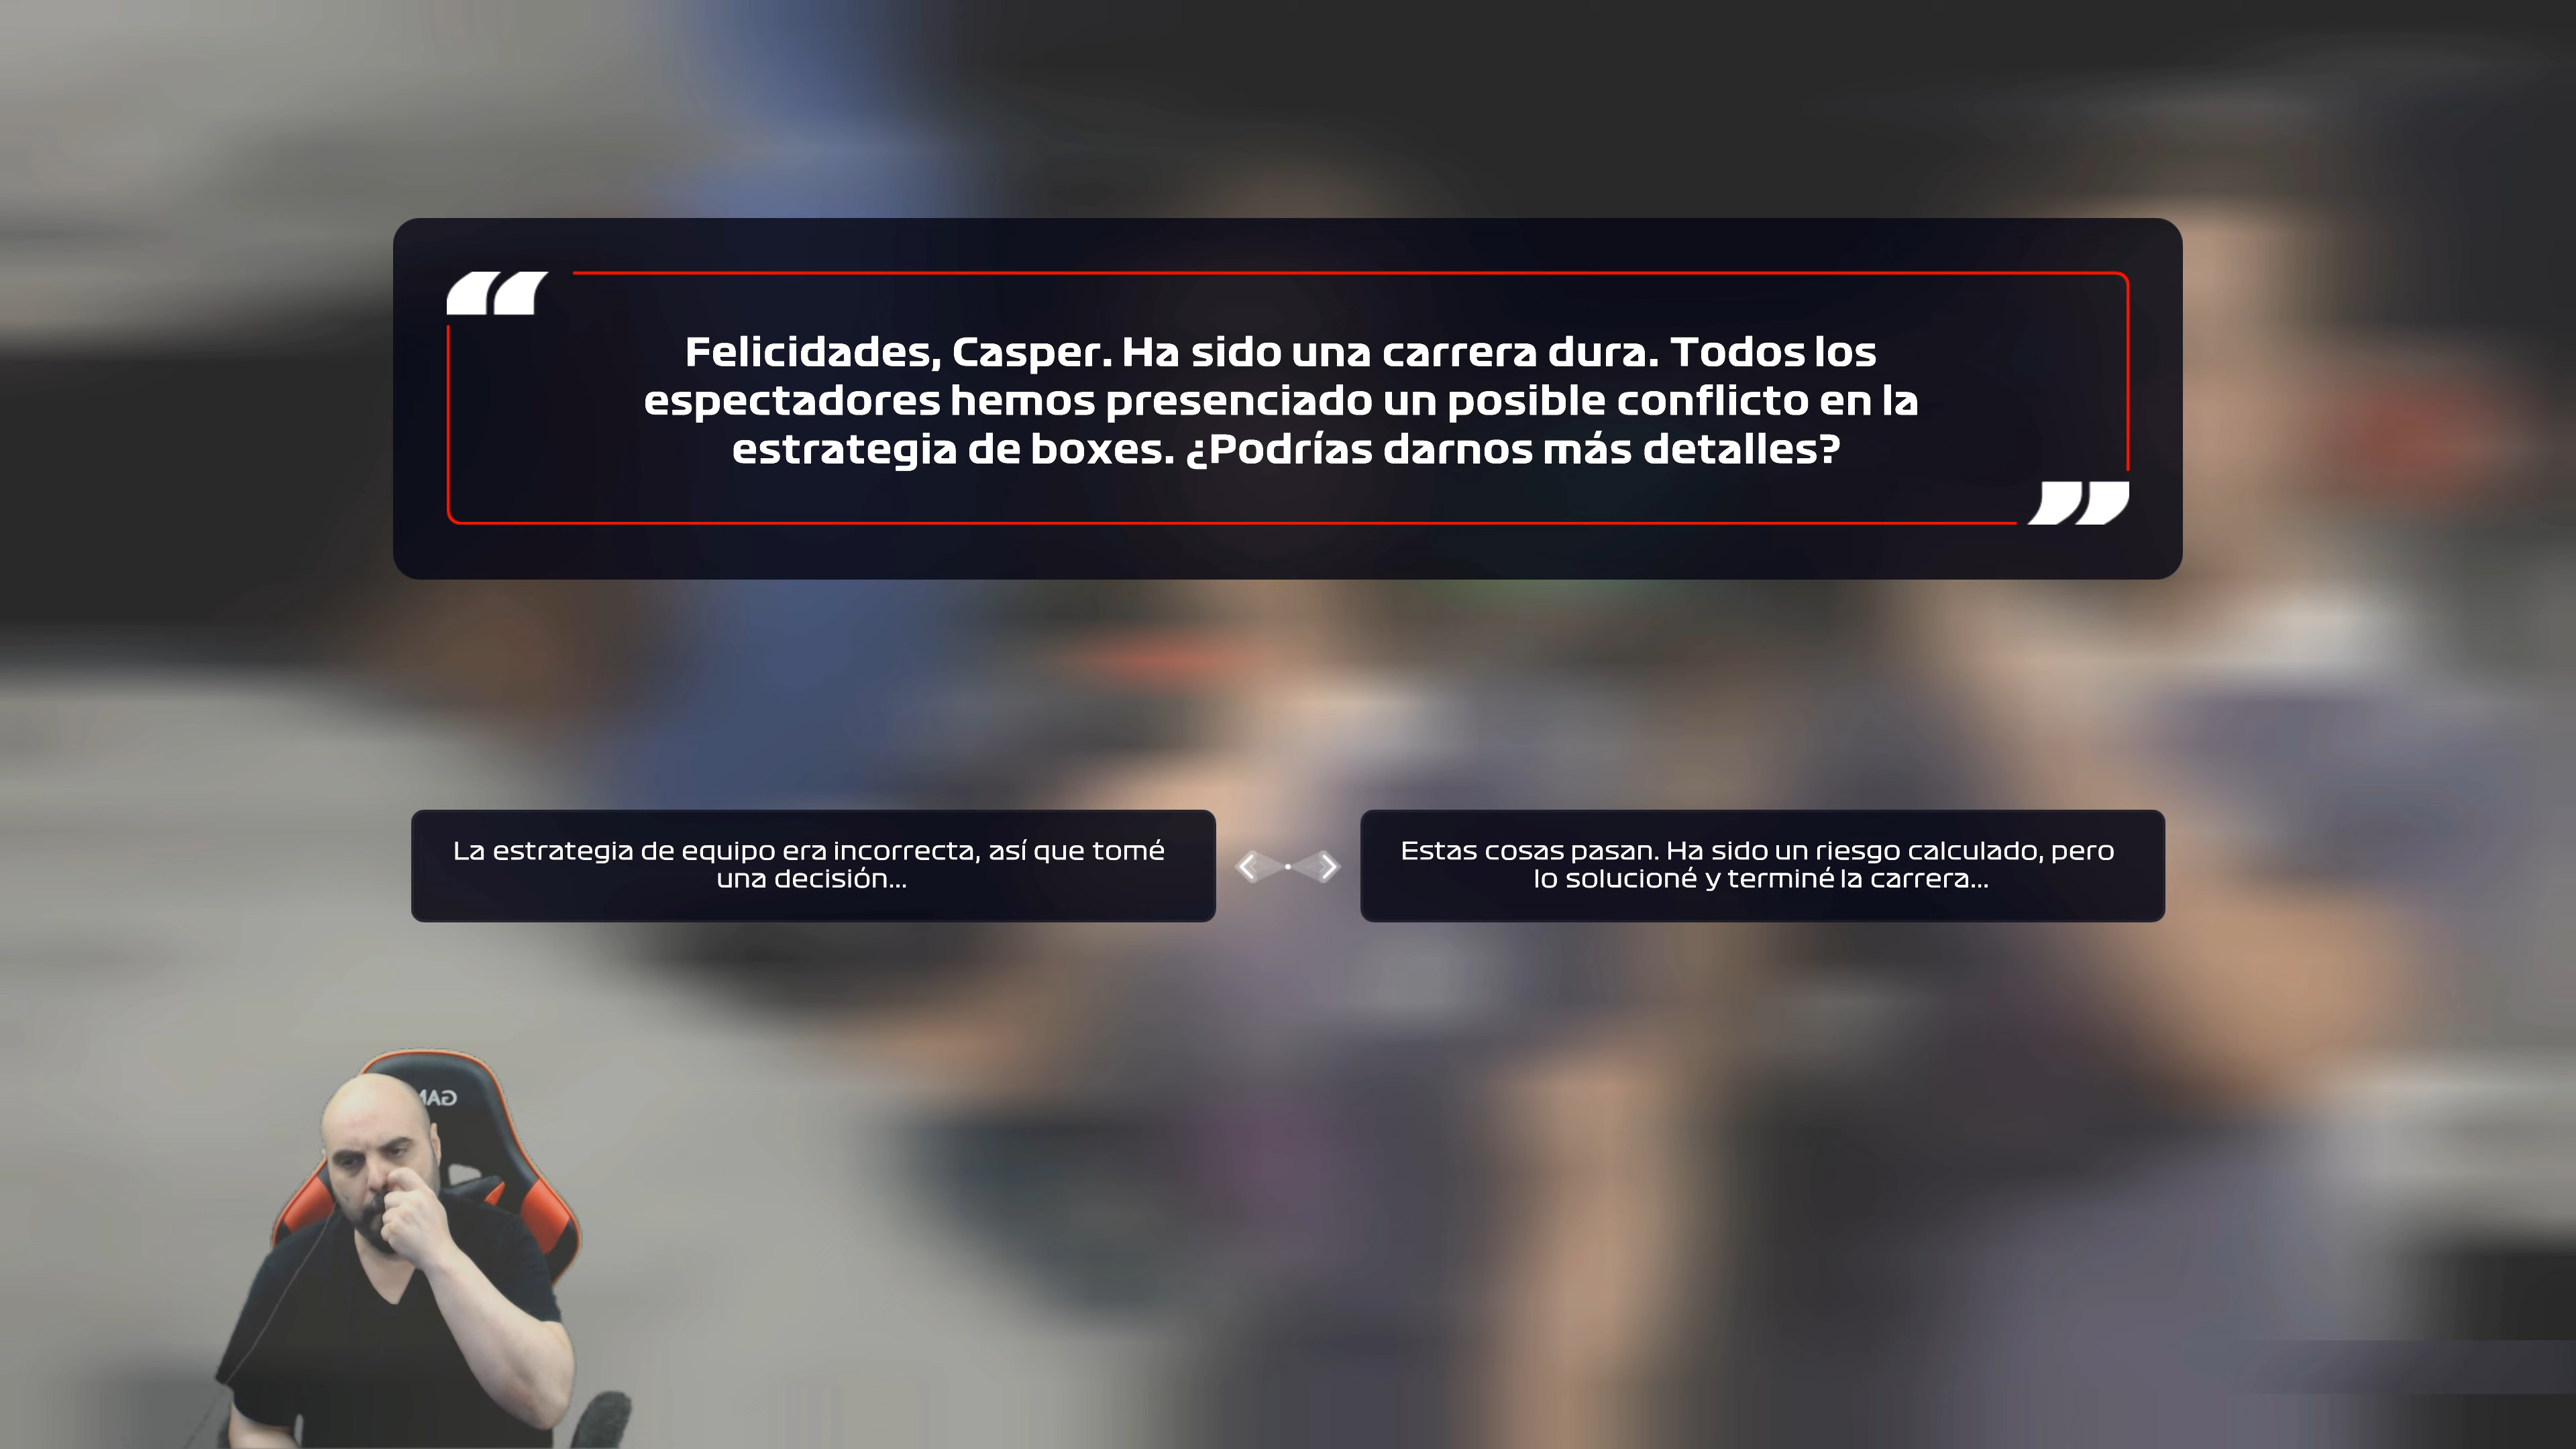 Felicidades, Casper. Ha sido una carrera dura. Todos los
espectadores hemos presenciado un posible conflicto en la
estrategia de boxes. ¿Podrías darnos más detalles?
La estrategia de equipo era incorrecta, así que tomé
una decisión...
Estas cosas pasan. Ha sido un riesgo calculado, pero
lo solucioné y terminé la carrera...
GAM